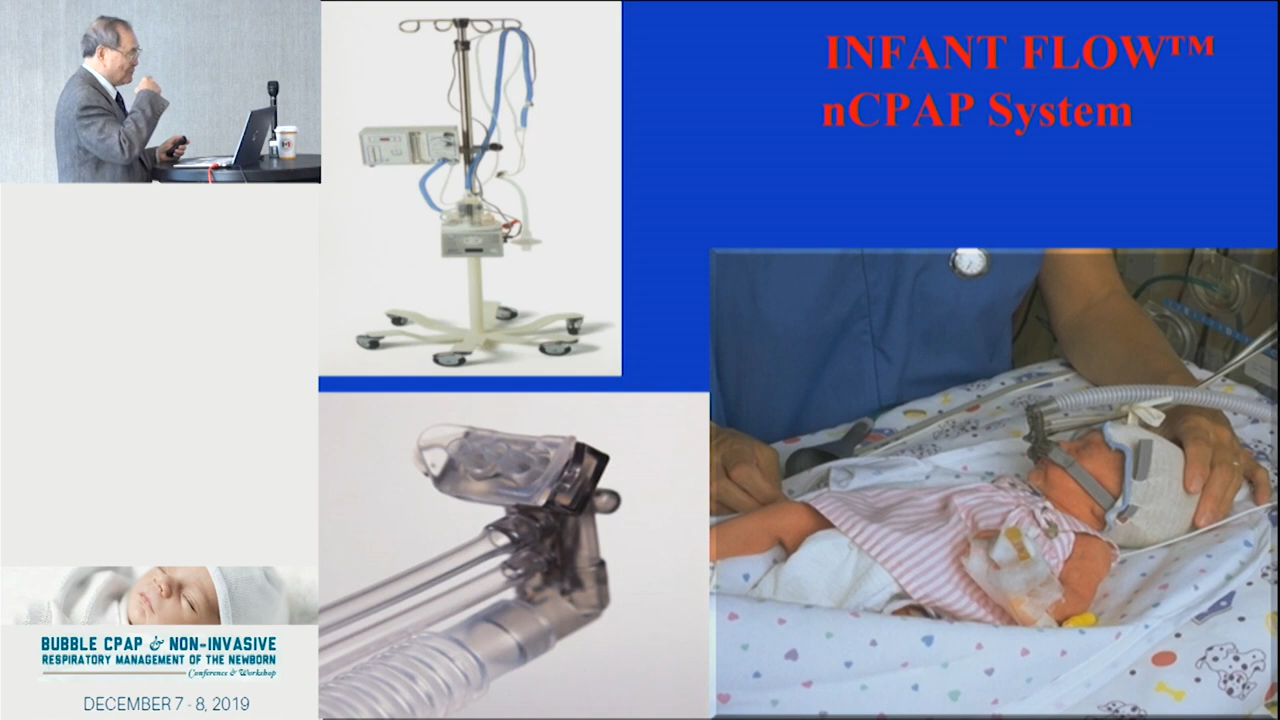 INFANT FLOW™
nCPAP System
BUBBLE CPAP & NON-INVASIVE
RESPIRATORY MANAGEMENT OF THE NEWBORN
Conference & Workshop
DECEMBER 7 - 8, 2019